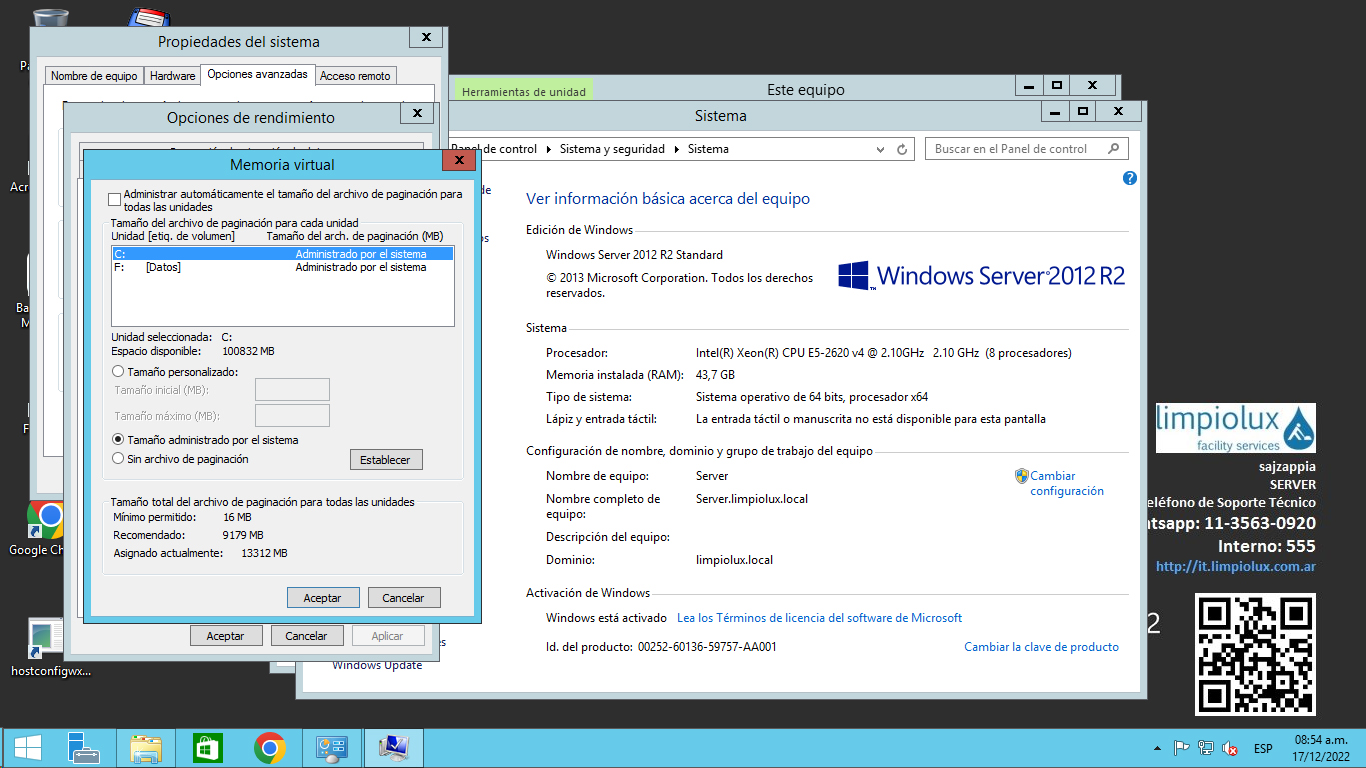 Propiedades del sistema
Nombre de equipo
Hardware
Opciones avanzadas
Acceso remoto
Opciones de rendimiento
Memoria virtual
Administrar automáticamente el tamaño del archivo de paginación para
todas las unidades
Tamaño del archivo de paginación para cada unidad
Unidad [etiq. de volumen] Tamaño del arch. de paginación (MB)
C: Administrado por el sistema
F: [Datos] Administrado por el sistema
Unidad seleccionada: C:
Espacio disponible: 100832 MB
Tamaño personalizado:
Tamaño inicial (MB):
Tamaño máximo (MB):
Tamaño administrado por el sistema
Sin archivo de paginación
Establecer
Tamaño total del archivo de paginación para todas las unidades
Mínimo permitido: 16 MB
Recomendado: 9179 MB
Asignado actualmente: 13312 MB
Aceptar
Cancelar
Aceptar
Cancelar
Aplicar
Windows Update
Herramientas de unidad
Este equipo
Sistema
Panel de control
Sistema y seguridad
Sistema
Buscar en el Panel de control
Ver información básica acerca del equipo
Edición de Windows
Windows Server 2012 R2 Standard
© 2013 Microsoft Corporation. Todos los derechos
reservados.
Windows Server 2012 R2
Sistema
Procesador: Intel(R) Xeon(R) CPU E5-2620 v4 @ 2.10GHz 2.10 GHz (8 procesadores)
Memoria instalada (RAM): 43,7 GB
Tipo de sistema: Sistema operativo de 64 bits, procesador x64
Lápiz y entrada táctil: La entrada táctil o manuscrita no está disponible para esta pantalla
Configuración de nombre, dominio y grupo de trabajo del equipo
Nombre de equipo: Server
Cambiar
configuración
Nombre completo de
equipo:
Server.limpiolux.local
Descripción del equipo:
Dominio: limpiolux.local
Activación de Windows
Windows está activado Lea los Términos de licencia del software de Microsoft
Id. del producto: 00252-60136-59757-AA001
Cambiar la clave de producto
limpiolux
facility services
sajzappia
SERVER
eléfono de Soporte Técnico
atsapp: 11-3563-0920
Interno: 555
http://it.limpiolux.com.ar
2
Google Ch
hostconfigwx...
ESP
08:54 a.m.
17/12/2022